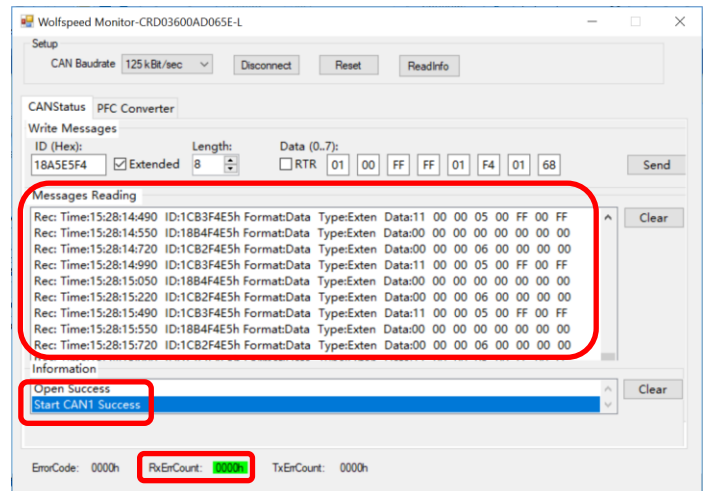 Wolfspeed Monitor-CRD03600AD065E-L
Setup
CAN Baudrate 125 kBit/sec Disconnect Reset ReadInfo
CANStatus PFC Converter
Write Messages
ID (Hex): Length: Data (0..7):
18A5E5F4 Extended 8 RTR 01 00 FF FF 01 F4 01 68 Send
Messages Reading
Rec: Time:15:28:14:490 ID:1CB3F4E5h Format:Data Type:Exten Data:11 00 00 05 00 FF 00 FF Clear
Rec: Time:15:28:14:550 ID:18B4F4E5h Format:Data Type:Exten Data:00 00 00 00 00 00 00 00
Rec: Time:15:28:14:720 ID:1CB2F4E5h Format:Data Type:Exten Data:00 00 00 06 00 00 00 00
Rec: Time:15:28:14:990 ID:1CB3F4E5h Format:Data Type:Exten Data:11 00 00 05 00 FF 00 FF
Rec: Time:15:28:15:050 ID:18B4F4E5h Format:Data Type:Exten Data:00 00 00 00 00 00 00 00
Rec: Time:15:28:15:220 ID:1CB2F4E5h Format:Data Type:Exten Data:00 00 00 06 00 00 00 00
Rec: Time:15:28:15:490 ID:1CB3F4E5h Format:Data Type:Exten Data:11 00 00 05 00 FF 00 FF
Rec: Time:15:28:15:550 ID:18B4F4E5h Format:Data Type:Exten Data:00 00 00 00 00 00 00 00
Rec: Time:15:28:15:720 ID:1CB2F4E5h Format:Data Type:Exten Data:00 00 00 06 00 00 00 00
Information
Open Success Clear
Start CAN1 Success
ErrorCode: 0000h RxErrCount: 0000h TxErrCount: 0000h